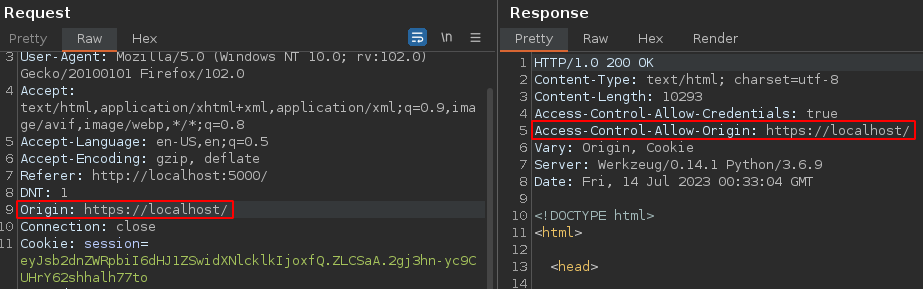 Request
Pretty Raw Hex
\n
3 User-Agent: Mozilla/5.0 (Windows NT 10.0; rv:102.0)
Gecko/20100101 Firefox/102.0
4 Accept:
text/html,application/xhtml+xml,application/xml;q=0.9,ima
ge/avif,image/webp,*/*;q=0.8
5 Accept-Language: en-US,en;q=0.5
6 Accept-Encoding: gzip, deflate
7 Referer: http://localhost:5000/
8 DNT: 1
9 Origin: https://localhost/
10 Connection: close
11 Cookie: session=
eyJsb2dnZWRpbiI6dHJ1ZSwidXNlcklkIjoxfQ.ZLCSaA.2gj3hn-yc9C
UHrY62shhalh77to
Response
Pretty Raw Hex Render
1 HTTP/1.0 200 OK
2 Content-Type: text/html; charset=utf-8
3 Content-Length: 10293
4 Access-Control-Allow-Credentials: true
5 Access-Control-Allow-Origin: https://localhost/
6 Vary: Origin, Cookie
7 Server: Werkzeug/0.14.1 Python/3.6.9
8 Date: Fri, 14 Jul 2023 00:33:04 GMT
9
10 <!DOCTYPE html>
11 <html>
12
13 <head>
14